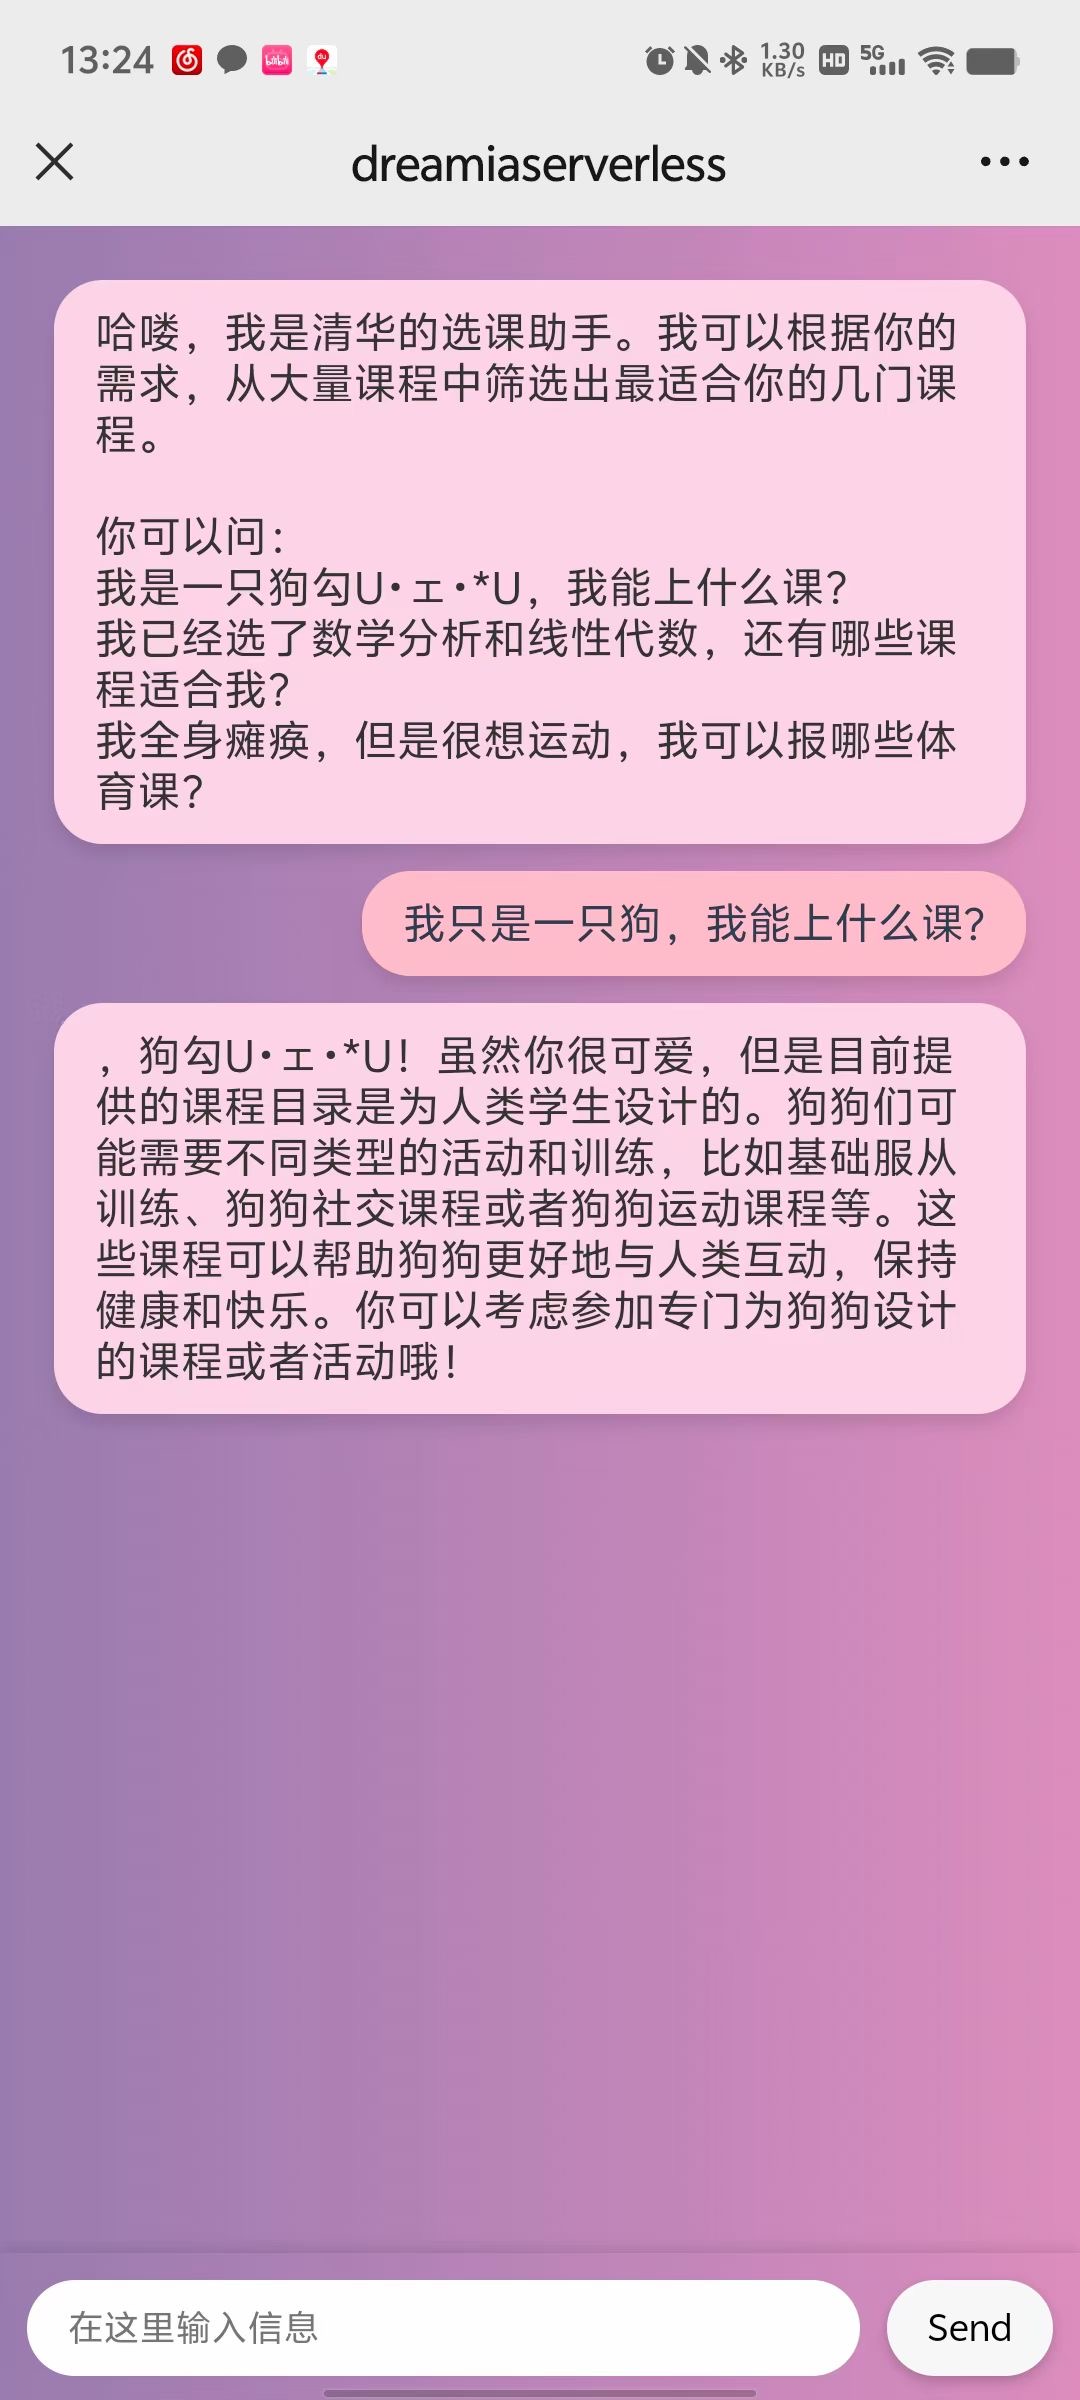 13:24
1.30 KB/s
HD
5G
dreamiaserverless
哈喽，我是清华的选课助手。我可以根据你的
需求，从大量课程中筛选出最适合你的几门课
程。
你可以问：
我是一只狗勾U・ェ・*U，我能上什么课？
我已经选了数学分析和线性代数，还有哪些课
程适合我？
我全身瘫痪，但是很想运动，我可以报哪些体
育课？
我只是一只狗，我能上什么课？
，狗勾U・ェ・*U！虽然你很可爱，但是目前提
供的课程目录是为人类学生设计的。狗狗们可
能需要不同类型的活动和训练，比如基础服从
训练、狗狗社交课程或者狗狗运动课程等。这
些课程可以帮助狗狗更好地与人类互动，保持
健康和快乐。你可以考虑参加专门为狗狗设计
的课程或者活动哦！
在这里输入信息
Send